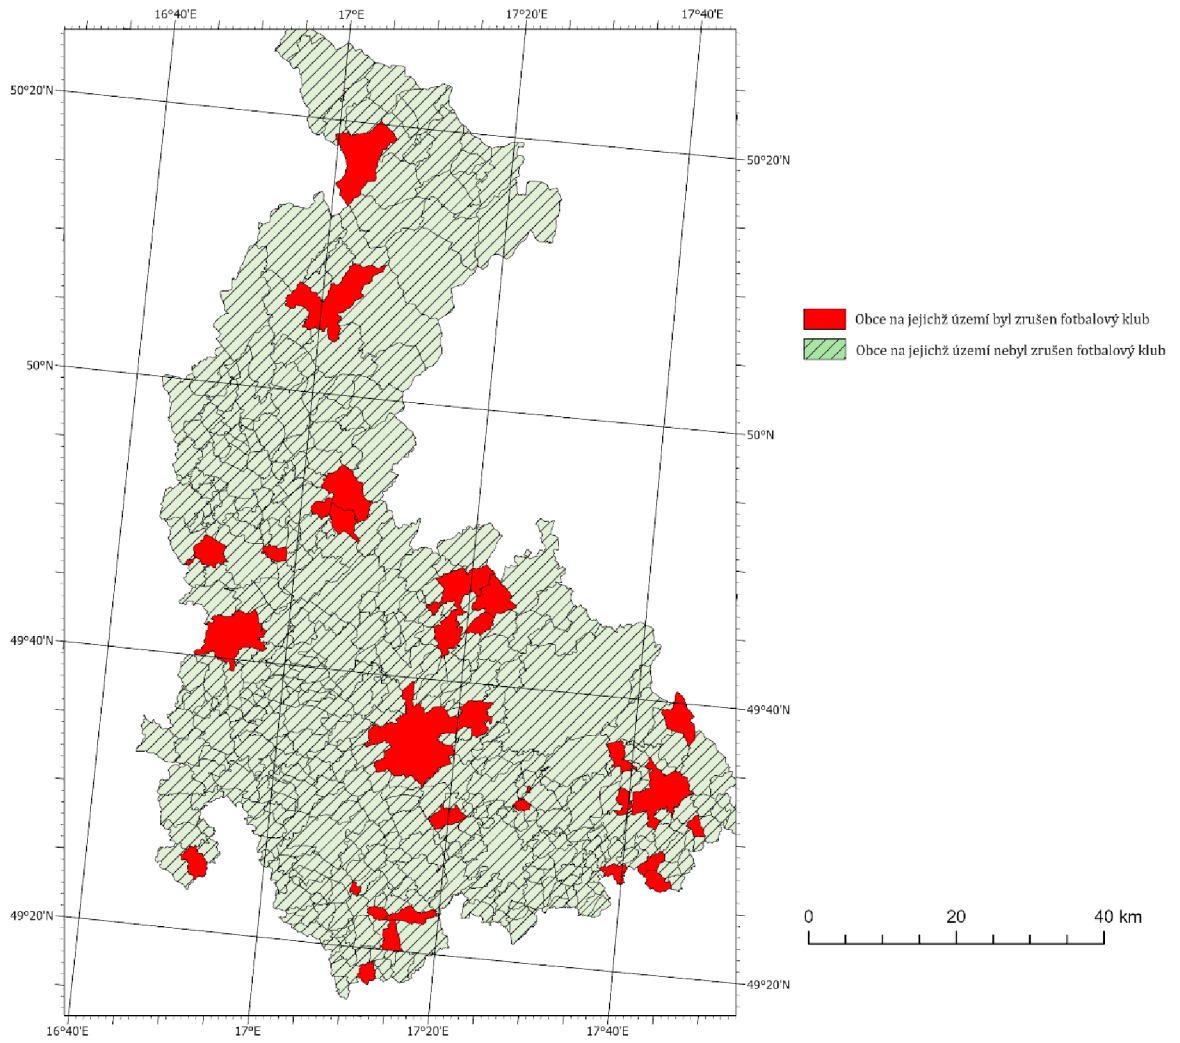 16°40'E 17°E 17°20'E 17°40'E
50°20'N
50°20'N
Obce na jejichž území byl zrušen fotbalový klub
Obce na jejichž území nebyl zrušen fotbalový klub
50°N
50°N
49°40'N
49°40'N
49°20'N
0 20 40 km
49°20'N
16°40'E 17°E 17°20'E 17°40'E